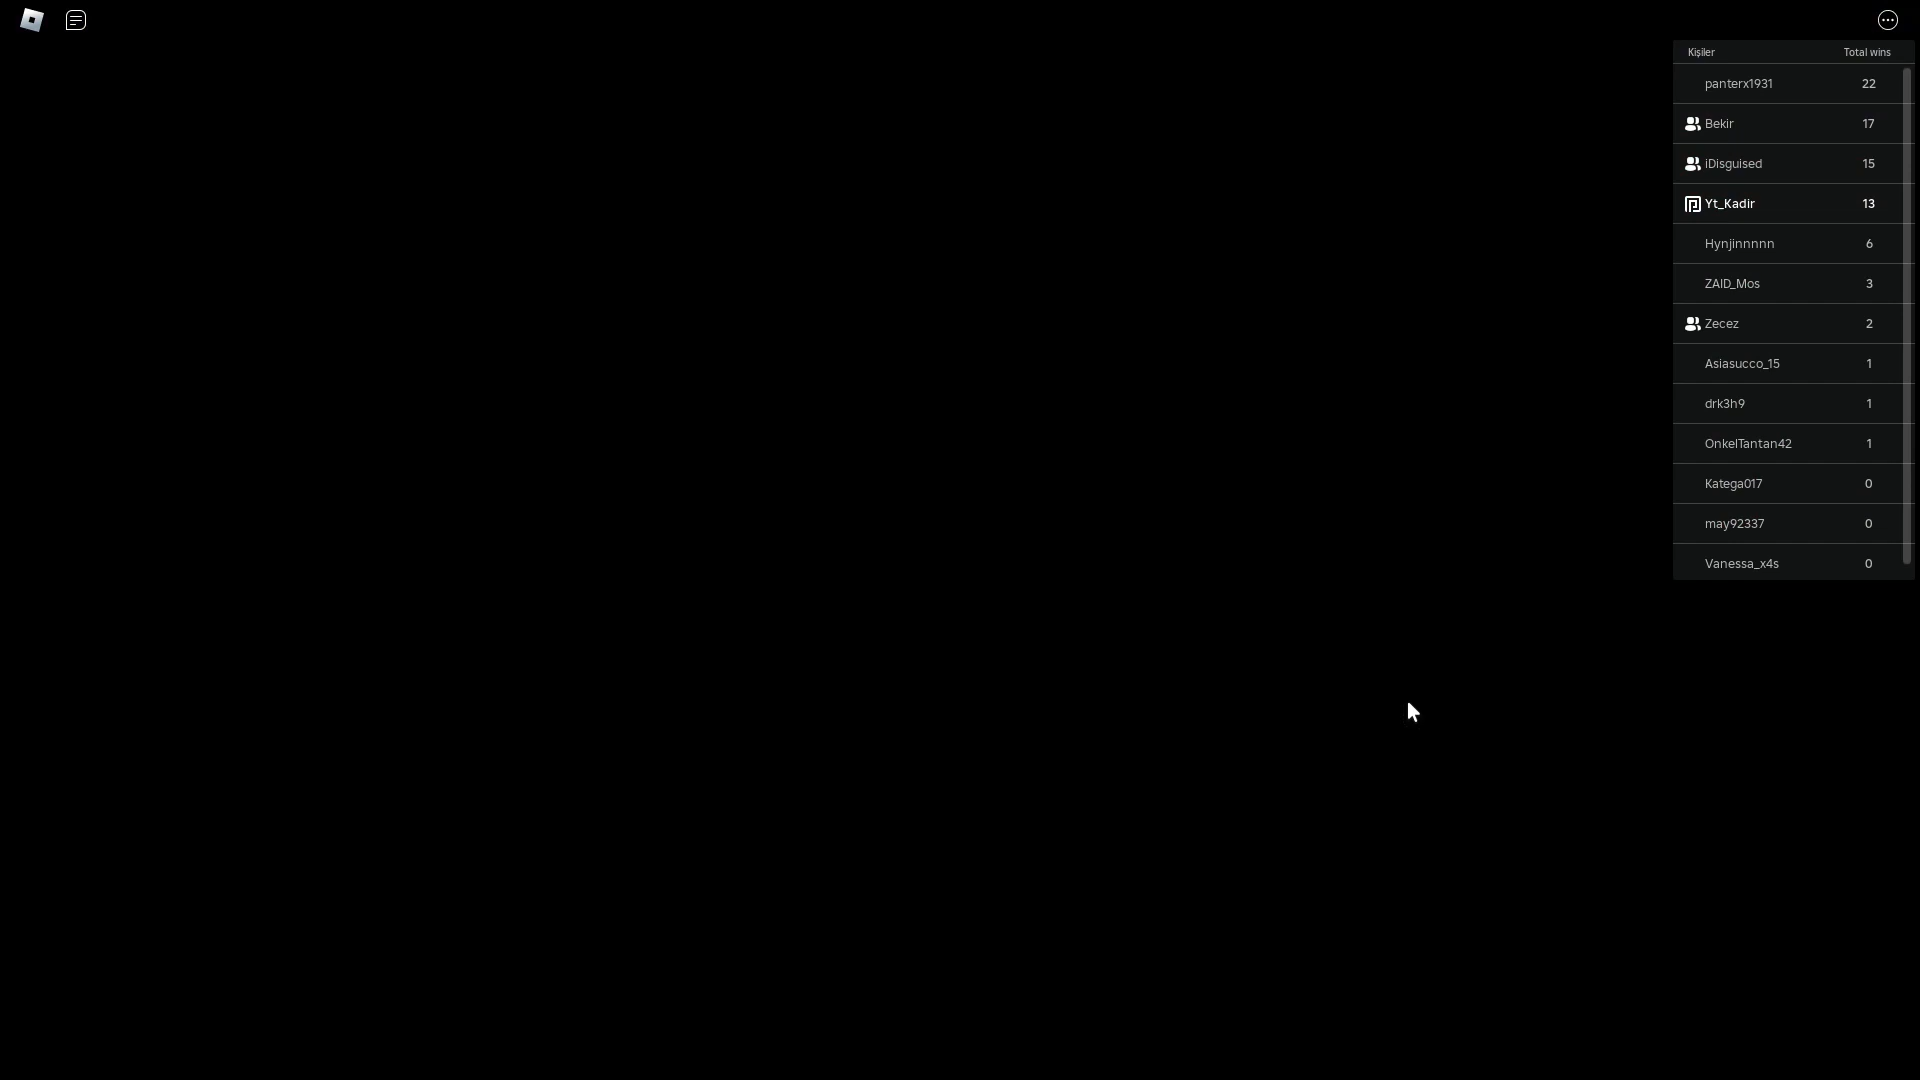 Kişiler Total wins
panterx1931 22
Bekir 17
iDisguised 15
Yt_Kadir 13
Hynjinnnnn 6
ZAID_Mos 3
Zecez 2
Asiasucco_15 1
drk3h9 1
OnkelTantan42 1
Katega017 0
may92337 0
Vanessa_x4s 0